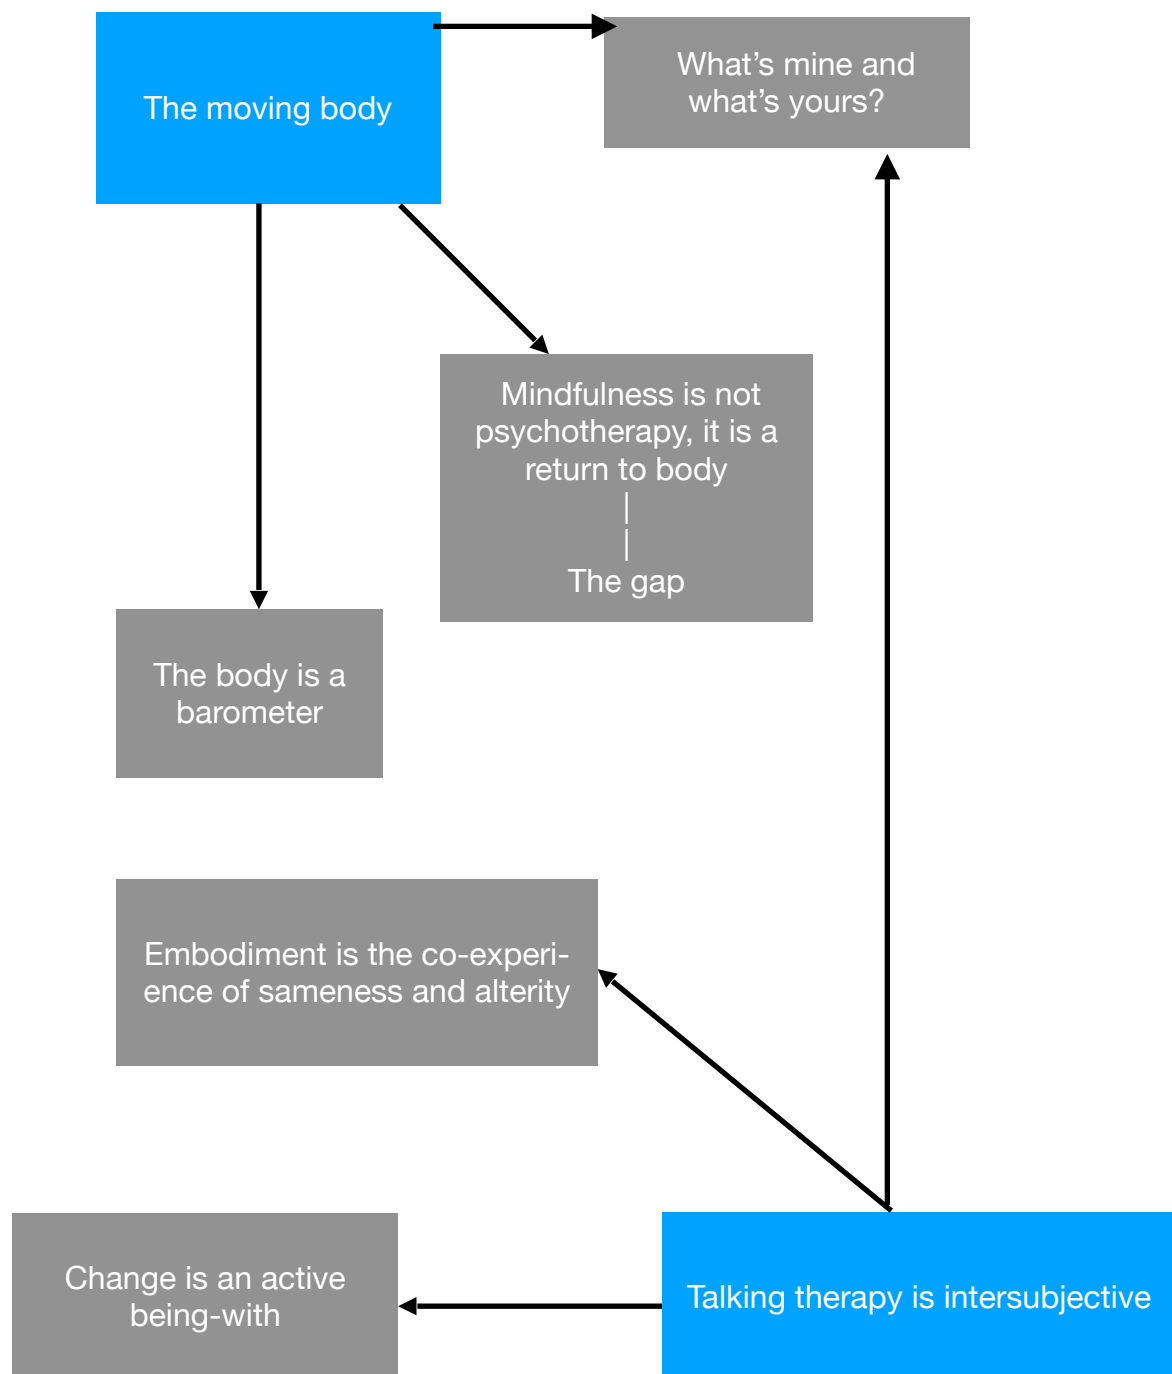 The moving body
What’s mine and
what’s yours?
Mindfulness is not
psychotherapy, it is a
return to body
|
|
The gap
The body is a
barometer
Embodiment is the co-experi-
ence of sameness and alterity
Change is an active
being-with
Talking therapy is intersubjective